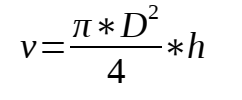 v = π * D² / 4 * h